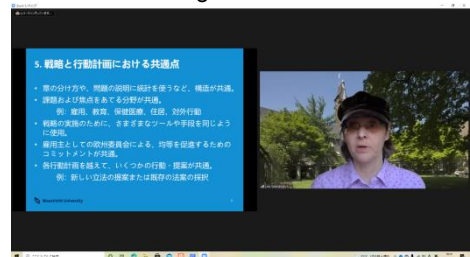 5. 戦略と行動計画における共通点
• 章の分け方や、問題の説明に統計を使うなど、構造が共通。
• 課題および焦点をあてる分野が共通。
例: 雇用、教育、保健医療、住居、対外行動
• 戦略の実施のために、さまざまなツールや手段を同じよう
に使用。
• 雇用主としての欧州委員会による、均等を促進するための
コミットメントが共通。
• 各行動計画を越えて、いくつかの行動・提案が共通。
例: 新しい立法の提案または既存の法案の採択
Maastricht University